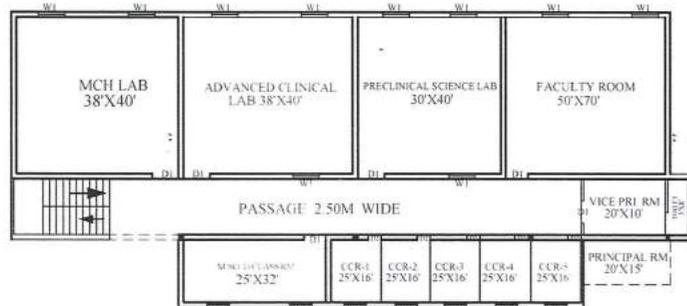 W1 W1 W1 W1 W1 W1 W1 W1
MCH LAB
38'X40'
ADVANCED CLINICAL
LAB 38'X40'
PRECLINICAL SCIENCE LAB
30'X40'
FACULTY ROOM
50'X70'
D1 D1 W1 D1 W1 D1
PASSAGE 2.50M WIDE
D1
VICE PRI RM
20'X10'
TOILET
D1
25'X32'
CCR-1
25'X16'
CCR-2
25'X16'
CCR-3
25'X16'
CCR-4
25'X16'
CCR-5
25'X16'
PRINCIPAL RM
20'X15'